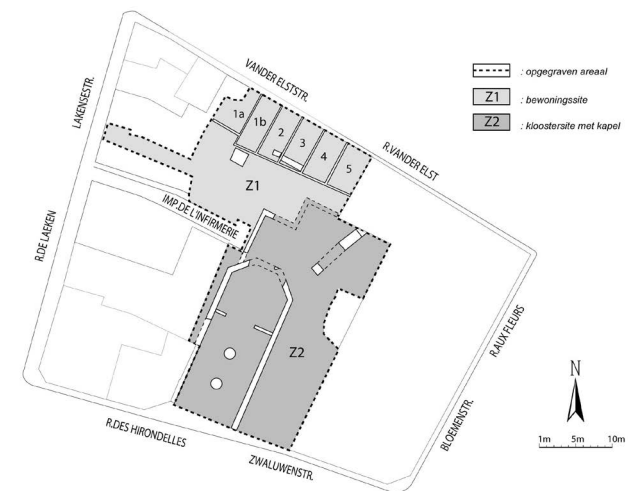 VANDER ELSTSTR.
R.VANDER ELST
LAKENSESTR.
R.DE LAEKEN
IMP.DE L'INFIRMERIE
1a
1b
2
3
4
5
Z1
Z2
R.DES HIRONDELLES
ZWALUWENSTR.
BLOEMENSTR.
R.AUX FLEURS
: opgegraven areaal
Z1 : bewoningssite
Z2 : kloostersite met kapel
N
1m 5m 10m